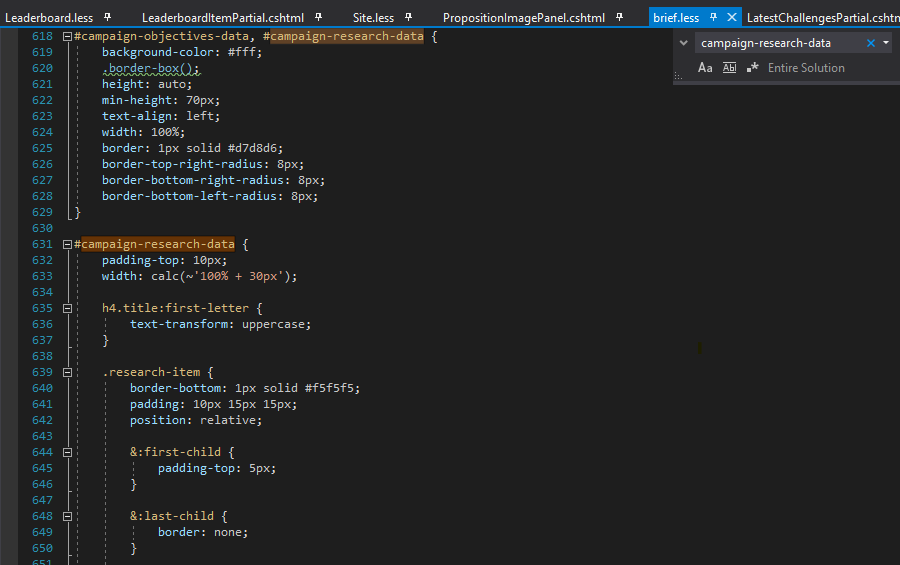 Leaderboard.less LeaderboardItemPartial.cshtml Site.less PropositionImagePanel.cshtml brief.less LatestChallengesPartial.cshtm
campaign-research-data
Aa Ab .* Entire Solution
618 #campaign-objectives-data, #campaign-research-data {
619 background-color: #fff;
620 .border-box();
621 height: auto;
622 min-height: 70px;
623 text-align: left;
624 width: 100%;
625 border: 1px solid #d7d8d6;
626 border-top-right-radius: 8px;
627 border-bottom-right-radius: 8px;
628 border-bottom-left-radius: 8px;
629 }
630
631 #campaign-research-data {
632 padding-top: 10px;
633 width: calc(~'100% + 30px');
634
635 h4.title:first-letter {
636 text-transform: uppercase;
637 }
638
639 .research-item {
640 border-bottom: 1px solid #f5f5f5;
641 padding: 10px 15px 15px;
642 position: relative;
643
644 &:first-child {
645 padding-top: 5px;
646 }
647
648 &:last-child {
649 border: none;
650 }
651